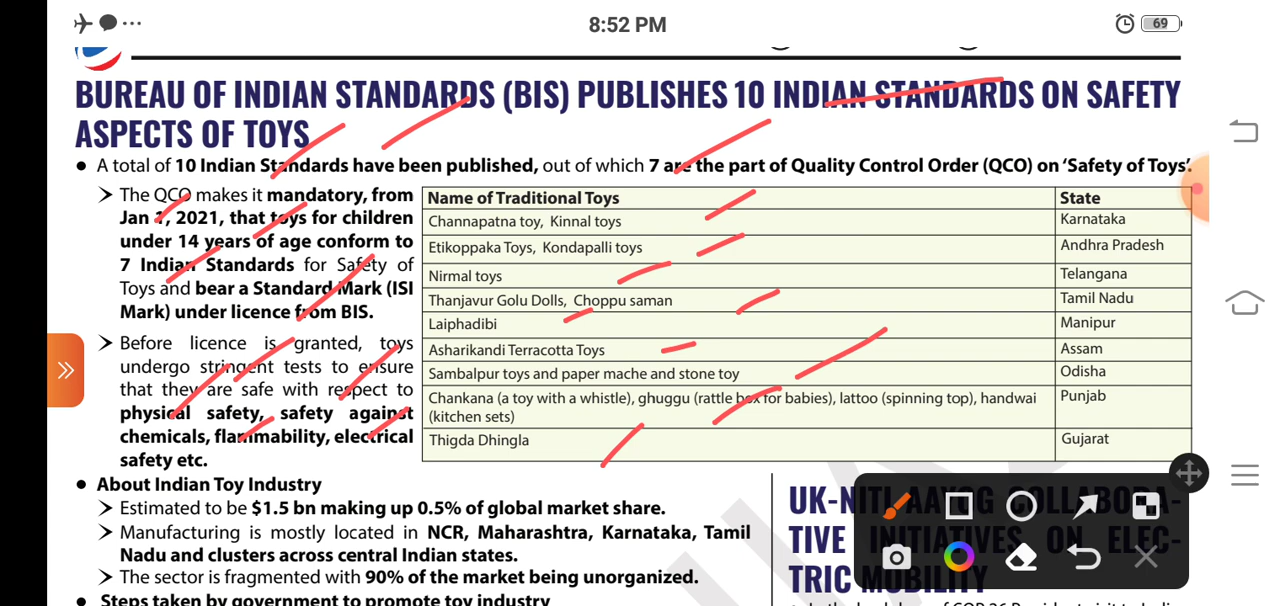 8:52 PM
69
BUREAU OF INDIAN STANDARDS (BIS) PUBLISHES 10 INDIAN STANDARDS ON SAFETY
ASPECTS OF TOYS
• A total of 10 Indian Standards have been published, out of which 7 are the part of Quality Control Order (QCO) on ‘Safety of Toys’.
➢ The QCO makes it mandatory, from
Jan 1, 2021, that toys for children
under 14 years of age conform to
7 Indian Standards for Safety of
Toys and bear a Standard Mark (ISI
Mark) under licence from BIS.
➢ Before licence is granted, toys
undergo stringent tests to ensure
that they are safe with respect to
physical safety, safety against
chemicals, flammability, electrical
safety etc.
Name of Traditional Toys State
Channapatna toy, Kinnal toys Karnataka
Etikoppaka Toys, Kondapalli toys Andhra Pradesh
Nirmal toys Telangana
Thanjavur Golu Dolls, Choppu saman Tamil Nadu
Laiphadibi Manipur
Asharikandi Terracotta Toys Assam
Sambalpur toys and paper mache and stone toy Odisha
Chankana (a toy with a whistle), ghuggu (rattle box for babies), lattoo (spinning top), handwai Punjab
(kitchen sets)
Thigda Dhingla Gujarat
• About Indian Toy Industry
➢ Estimated to be $1.5 bn making up 0.5% of global market share.
➢ Manufacturing is mostly located in NCR, Maharashtra, Karnataka, Tamil
Nadu and clusters across central Indian states.
➢ The sector is fragmented with 90% of the market being unorganized.
• Steps taken by government to promote toy industry
UK-NITI AAYOG COLLABORA-
TIVE INITIATIVES ON ELEC-
TRIC MOBILITY